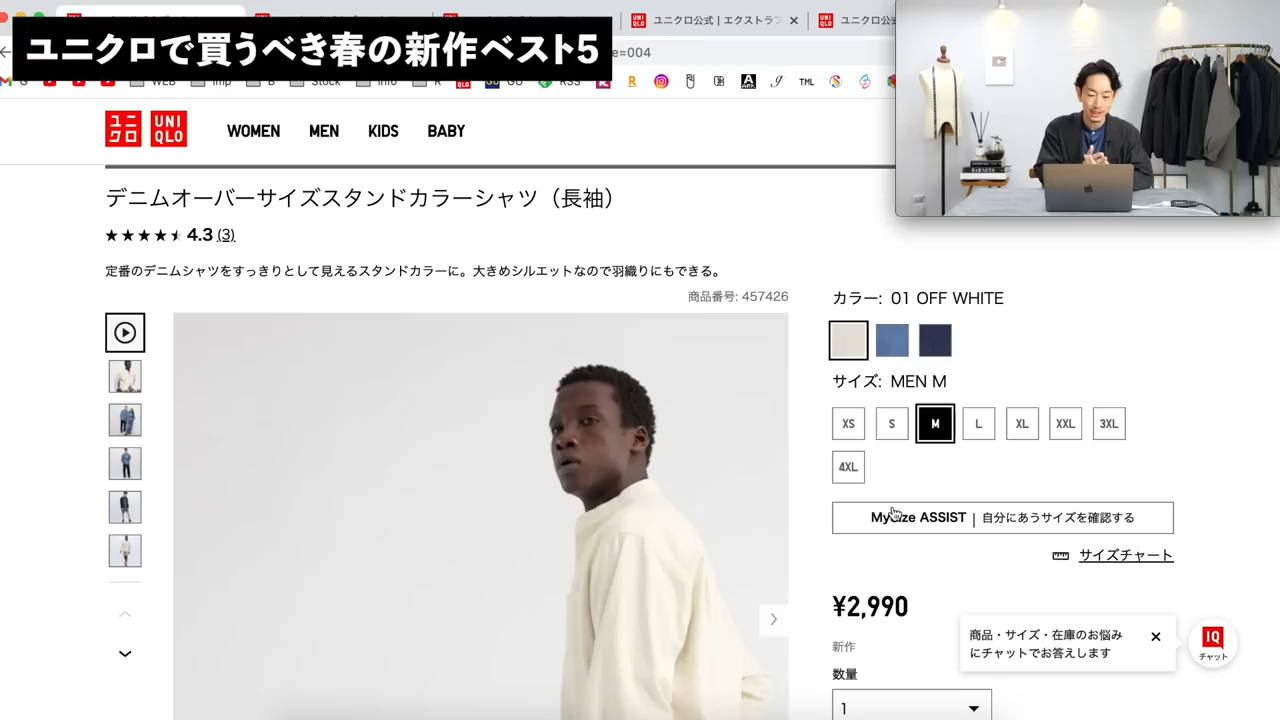 ユニクロで買うべき春の新作ベスト5
ユニクロ公式 | エクストラフ
ユニクロ公式
e=004
WEB
Imp
B
Stock
Info
R
GU
RSS
TML
ユニクロ UNIQLO
WOMEN MEN KIDS BABY
デニムオーバーサイズスタンドカラーシャツ（長袖）
4.3 (3)
定番のデニムシャツをすっきりとして見えるスタンドカラーに。大きめシルエットなので羽織りにもできる。
商品番号: 457426
カラー: 01 OFF WHITE
サイズ: MEN M
XS S M L XL XXL 3XL
4XL
MySize ASSIST | 自分にあうサイズを確認する
サイズチャート
¥2,990
新作
数量
1
商品・サイズ・在庫のお悩み
にチャットでお答えします
IQ
チャット